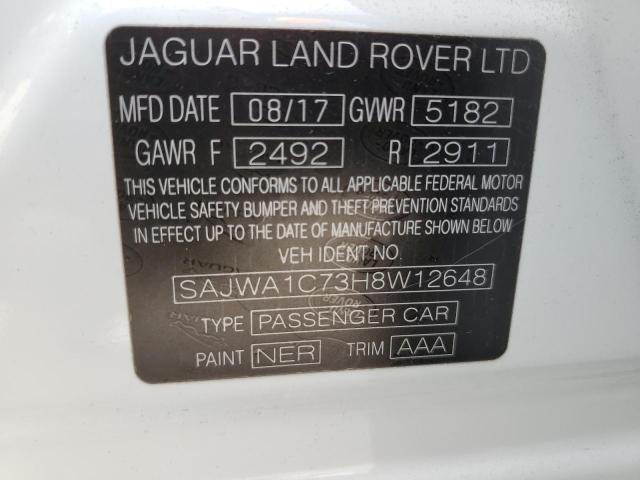 JAGUAR LAND ROVER LTD
MFD DATE 08/17 GVWR 5182
GAWR F 2492 R 2911
THIS VEHICLE CONFORMS TO ALL APPLICABLE FEDERAL MOTOR
VEHICLE SAFETY BUMPER AND THEFT PREVENTION STANDARDS
IN EFFECT UP TO THE DATE OF MANUFACTURE SHOWN BELOW
VEH IDENT NO.
SAJWA1C73H8W12648
TYPE PASSENGER CAR
PAINT NER TRIM AAA